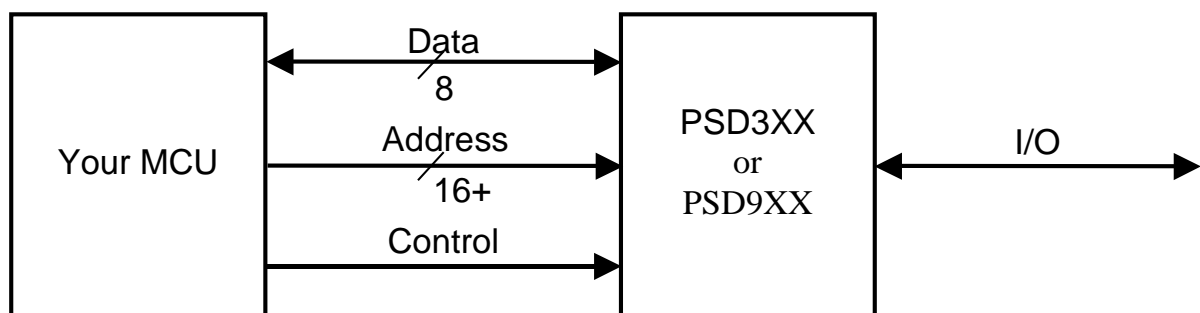 Data
8
Your MCU
Address
16+
Control
PSD3XX
or
PSD9XX
I/O